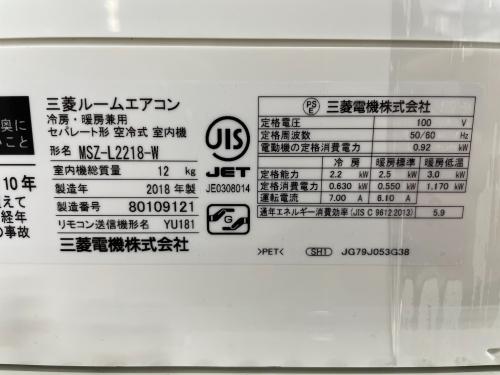 奥に
こと
10年
えて
経年
の事故
三菱ルームエアコン
冷房・暖房兼用
セパレート形 空冷式 室内機
形名 MSZ-L2218-W
室内機総質量 12 kg
製造年 2018年製
製造番号 80109121
リモコン送信機形名 YU181
三菱電機株式会社
JIS
JET
JE0308014
G
PSE 三菱電機株式会社
定格電圧 100 V
定格周波数 50/60 Hz
電動機の定格消費電力 0.92 kW
冷 房 暖房標準 暖房低温
定格能力 2.2 kW 2.5 kW 3.0 kW
定格消費電力 0.630 kW 0.550 kW 1.170 kW
運転電流 7.00 A 6.10 A
通年エネルギー消費効率 (JIS C 9612:2013) 5.9
>PET< SH1 JG79J053G38